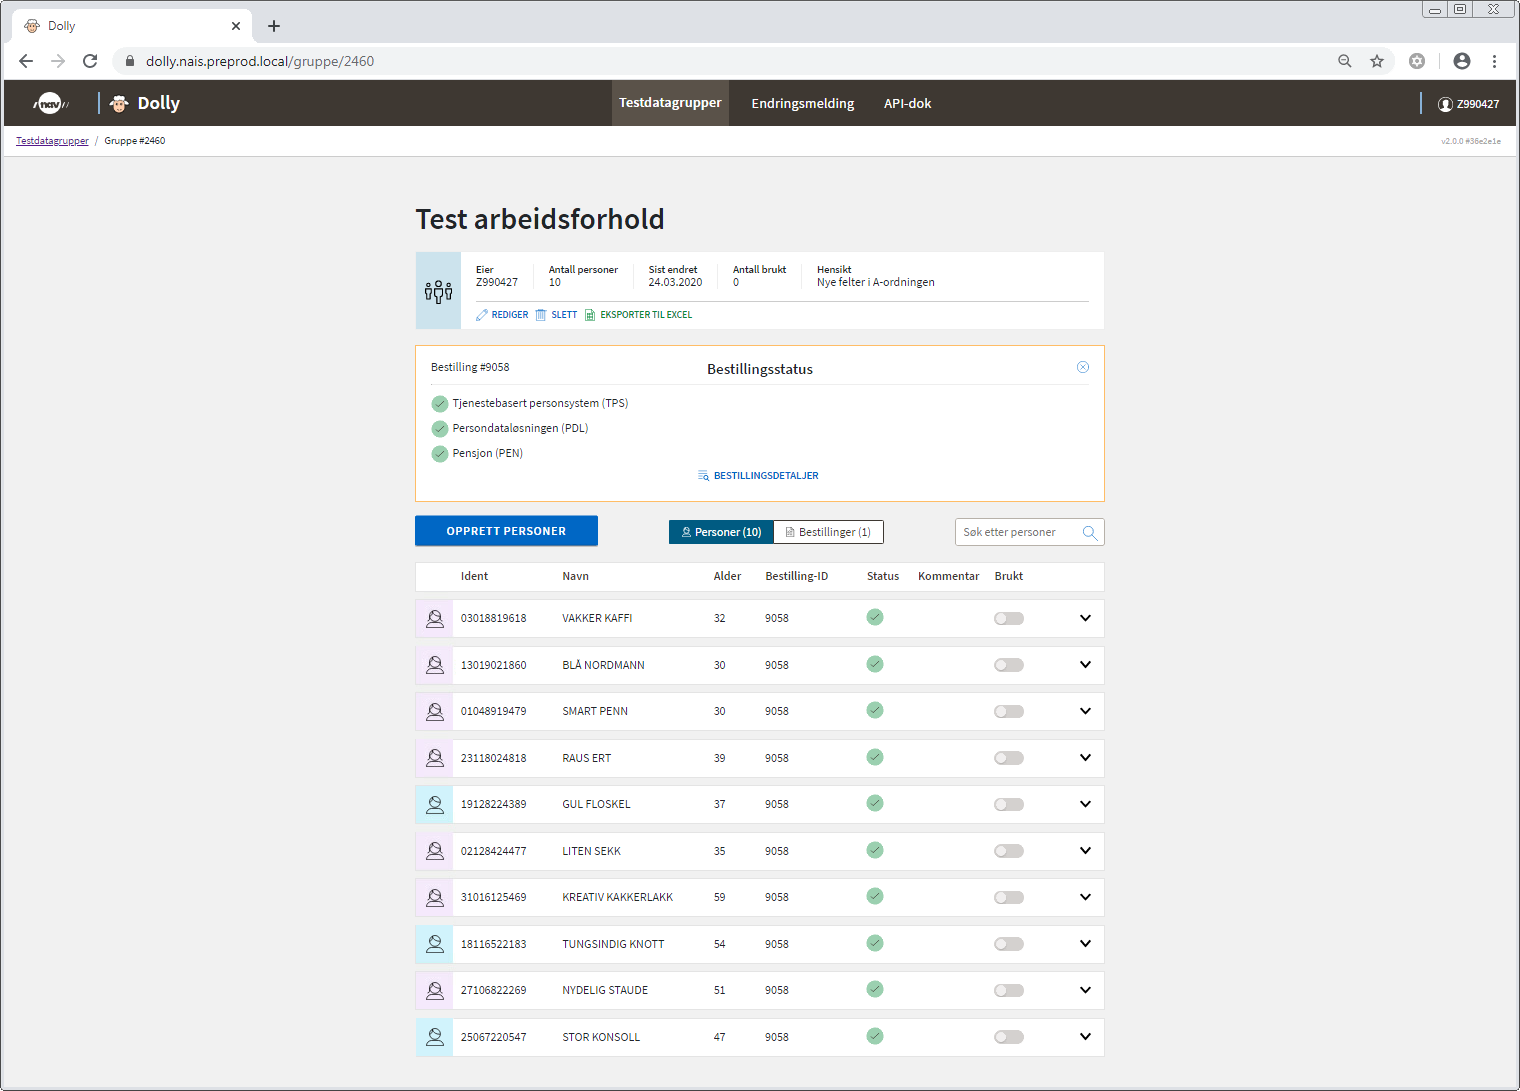 Dolly
dolly.nais.preprod.local/gruppe/2460
nav
Dolly
Testdatagrupper
Endringsmelding
API-dok
Z990427
Testdatagrupper / Gruppe #2460
v2.0.0 #36e2e1e
Test arbeidsforhold
Eier Antall personer Sist endret Antall brukt Hensikt
Z990427 10 24.03.2020 0 Nye felter i A-ordningen
REDIGER SLETT EKSPORTER TIL EXCEL
Bestilling #9058
Bestillingsstatus
Tjenestebasert personsystem (TPS)
Persondataløsningen (PDL)
Pensjon (PEN)
BESTILLINGSDETALJER
OPPRETT PERSONER
Personer (10)
Bestillinger (1)
Søk etter personer
Ident Navn Alder Bestilling-ID Status Kommentar Brukt
03018819618 VAKKER KAFFI 32 9058
13019021860 BLÅ NORDMANN 30 9058
01048919479 SMART PENN 30 9058
23118024818 RAUS ERT 39 9058
19128224389 GUL FLOSKEL 37 9058
02128424477 LITEN SEKK 35 9058
31016125469 KREATIV KAKKERLAKK 59 9058
18116522183 TUNGSINDIG KNOTT 54 9058
27106822269 NYDELIG STAUDE 51 9058
25067220547 STOR KONSOLL 47 9058